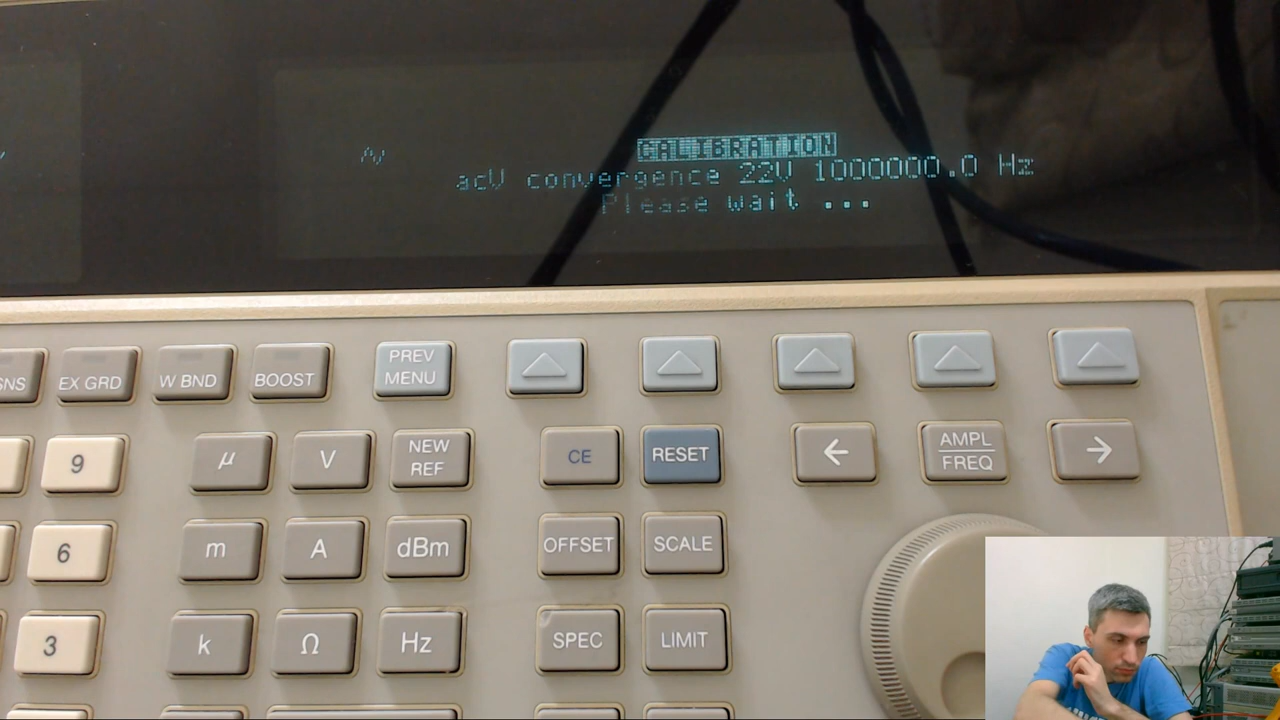 CALIBRATION
acV convergence 22V 1000000.0 Hz
Please wait ...
EX GRD
W BND
BOOST
PREV
MENU
9
µ
V
NEW
REF
CE
RESET
AMPL
FREQ
6
m
A
dBm
OFFSET
SCALE
3
k
Ω
Hz
SPEC
LIMIT